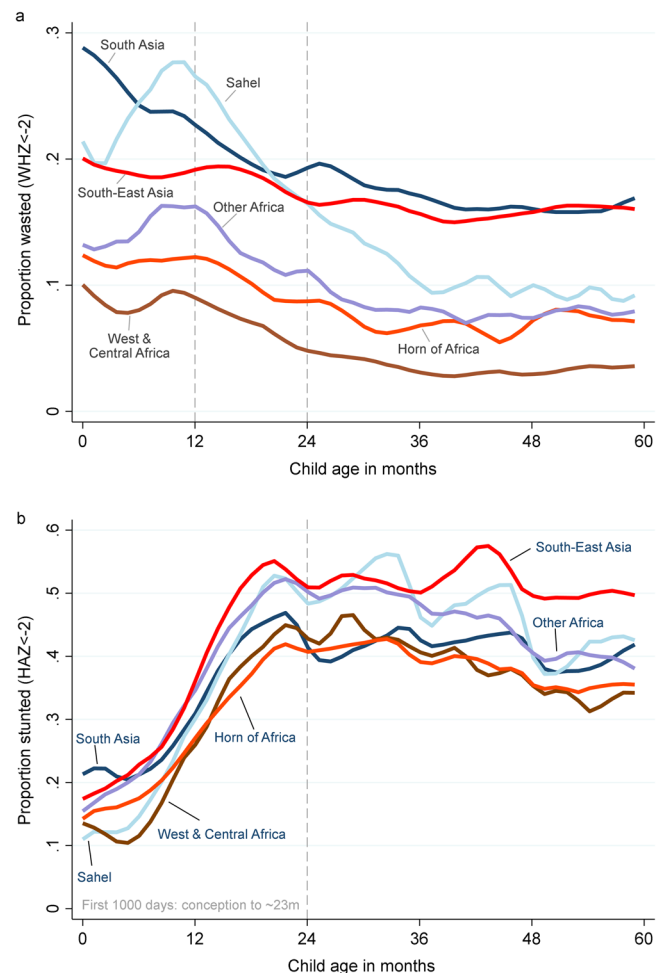 a
Proportion wasted (WHZ<-2)
.3
.2
.1
0
South Asia
Sahel
South-East Asia
Other Africa
West &
Central Africa
Horn of Africa
0 12 24 36 48 60
Child age in months
b
Proportion stunted (HAZ<-2)
.6
.5
.4
.3
.2
.1
0
South-East Asia
Other Africa
South Asia
Horn of Africa
West & Central Africa
Sahel
First 1000 days: conception to ~23m
0 12 24 36 48 60
Child age in months